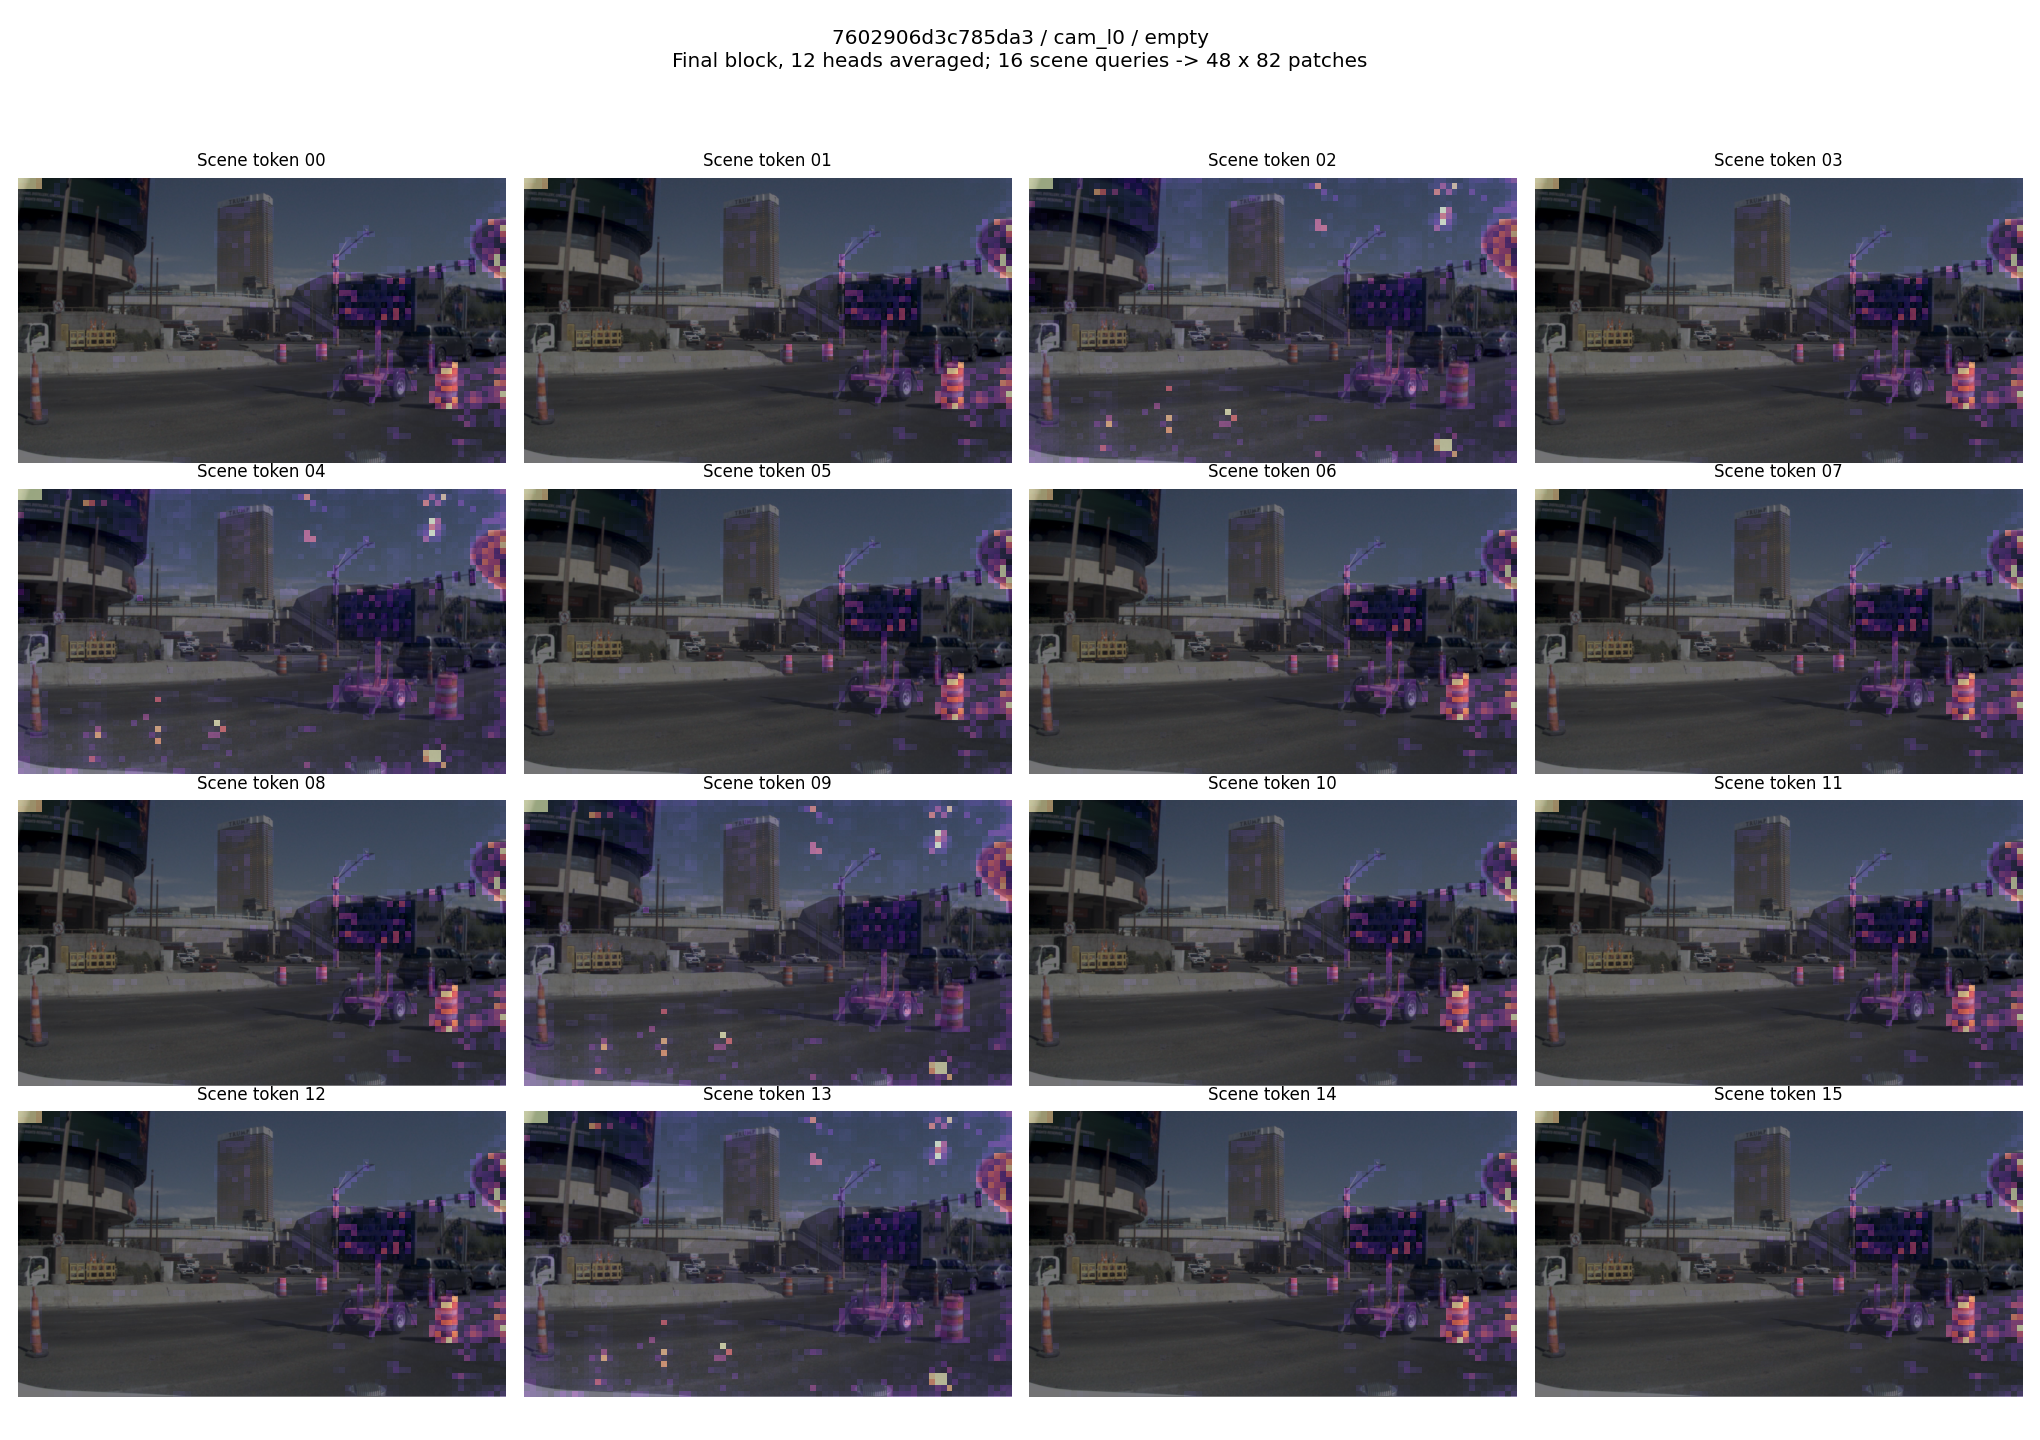 7602906d3c785da3 / cam_l0 / empty
Final block, 12 heads averaged; 16 scene queries -> 48 x 82 patches
Scene token 00
Scene token 01
Scene token 02
Scene token 03
Scene token 04
Scene token 05
Scene token 06
Scene token 07
Scene token 08
Scene token 09
Scene token 10
Scene token 11
Scene token 12
Scene token 13
Scene token 14
Scene token 15